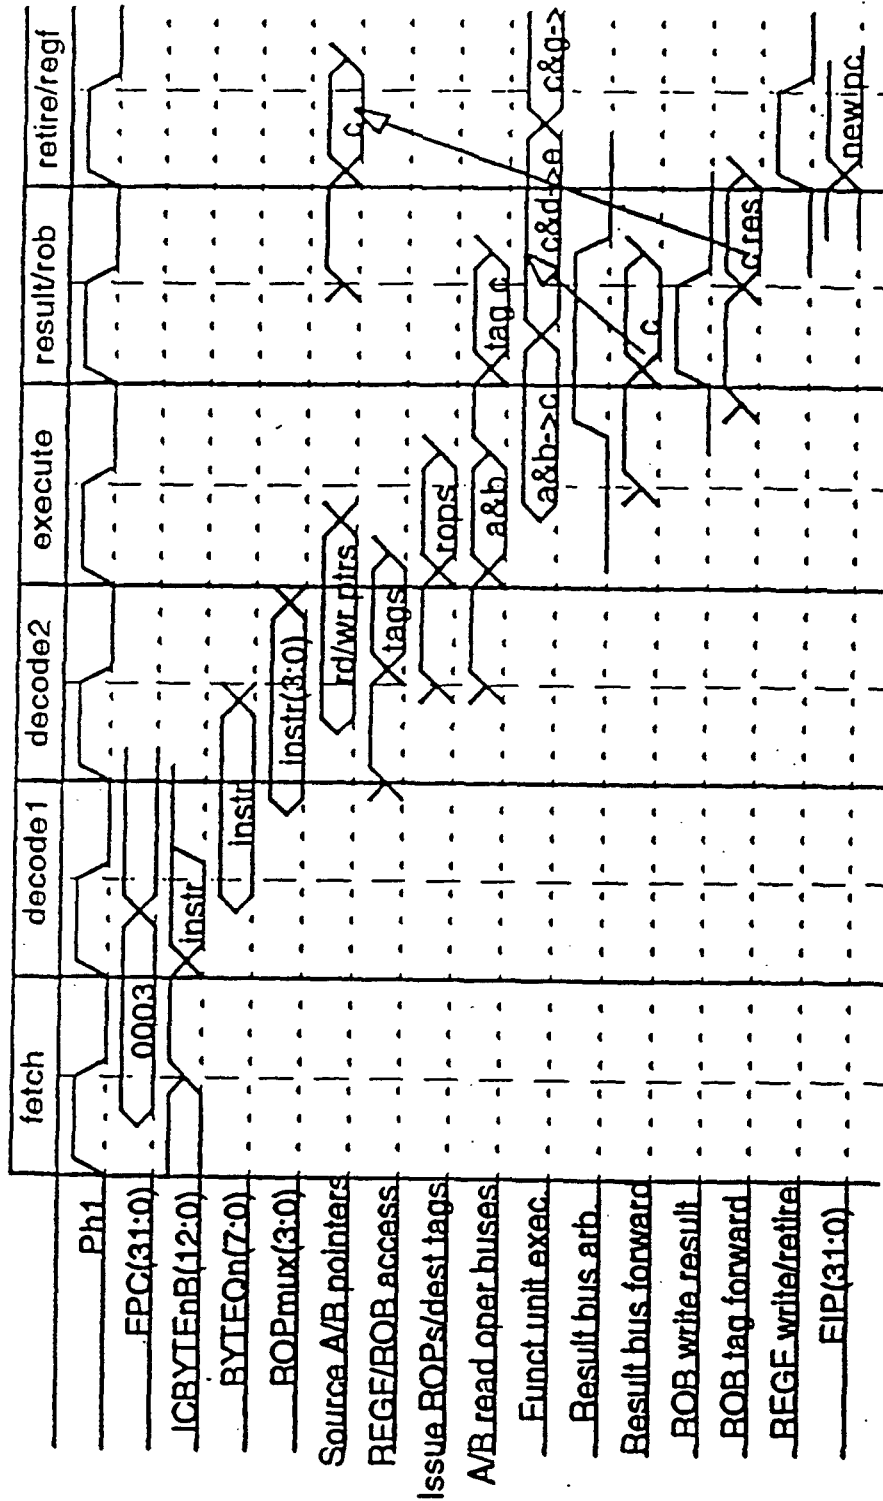 fetch decode1 decode2 execute result/rob retire/regf
Ph1
FPC(31:0) 0003
ICBYTEnB(12:0) instr
BYTEQn(7:0) instr
ROPmux(3:0) instr(3:0)
Source A/B pointers rd/wr ptrs c
REGF/ROB access tags
Issue ROPs/dest tags rops
A/B read oper buses a&b tag c
Funct unit exec. a&b->c c&d->e c&g->
Result bus arb
Result bus forward c
ROB write result
ROB tag forward c res
REGF write/retire
EIP(31:0) newipc